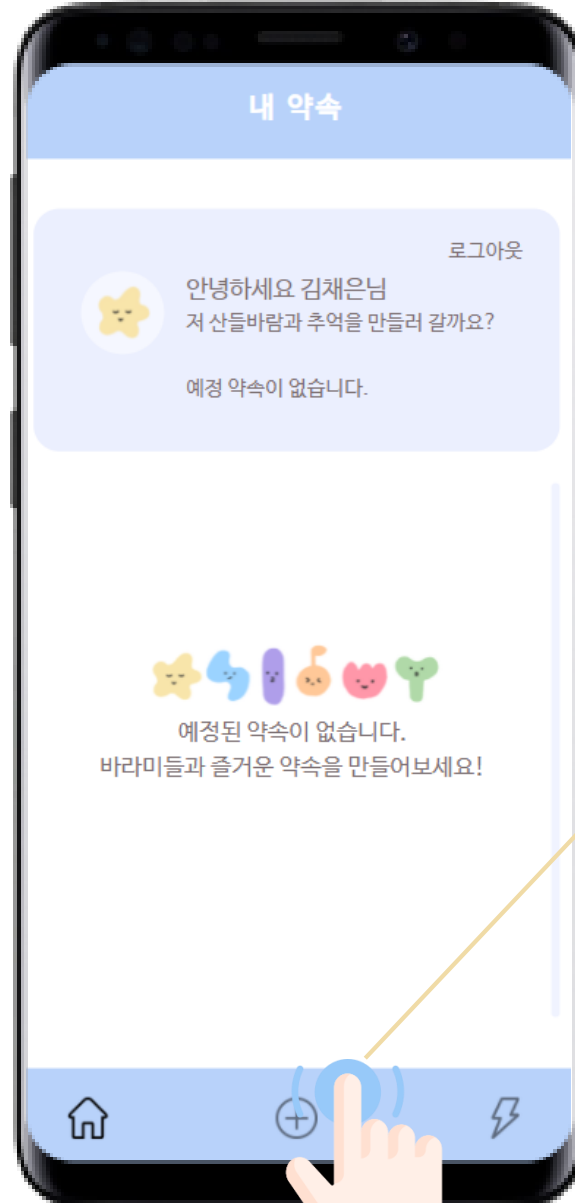 내 약속
로그아웃
안녕하세요 김채은님
저 산들바람과 추억을 만들러 갈까요?
예정 약속이 없습니다.
예정된 약속이 없습니다.
바라미들과 즐거운 약속을 만들어보세요!